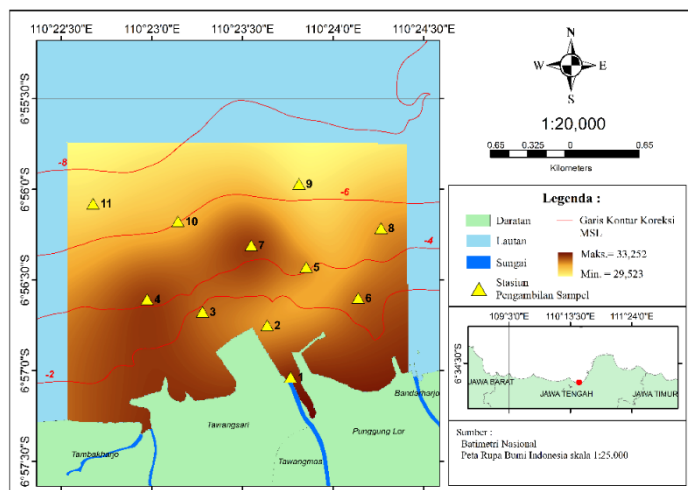 110°22'30"E 110°23'0"E 110°23'30"E 110°24'0"E 110°24'30"E
6°55'30"S
6°56'0"S
6°56'30"S
6°57'0"S
6°57'30"S
-8
9
-6
11
10
8
7
-4
5
4
6
3
2
-2
1
Bandarharjo
Tawangsari
Punggung Lor
Tambakharjo
Tawangmas
N
W E
S
1:20,000
0.65 0.325 0 0.65
Kilometers
Legenda :
Daratan
Lautan
Sungai
Stasiun
Pengambilan Sampel
Garis Kontur Koreksi
MSL
Maks.= 33,252
Min. = 29,523
109°3'0"E 110°13'30"E 111°24'0"E
6°34'30"S
JAWA BARAT
JAWA TENGAH
JAWA TIMUR
Sumber :
Batimetri Nasional
Peta Rupa Bumi Indonesia skala 1:25.000